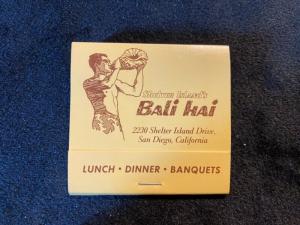 Shelter Island's
Bali Hai
2230 Shelter Island Drive,
San Diego, California
LUNCH • DINNER • BANQUETS